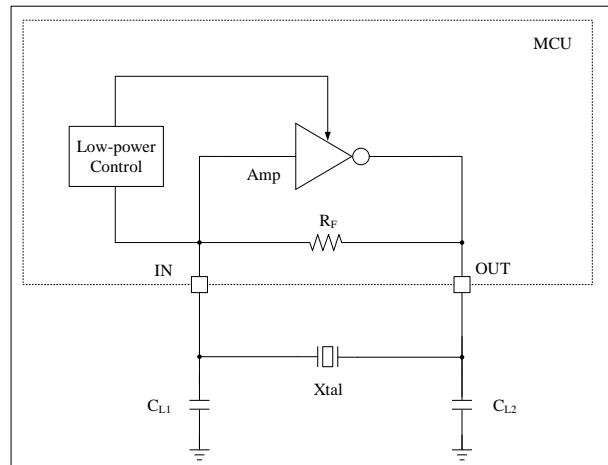 MCU
Low-power
Control
Amp
R_F
IN
OUT
Xtal
C_L1
C_L2